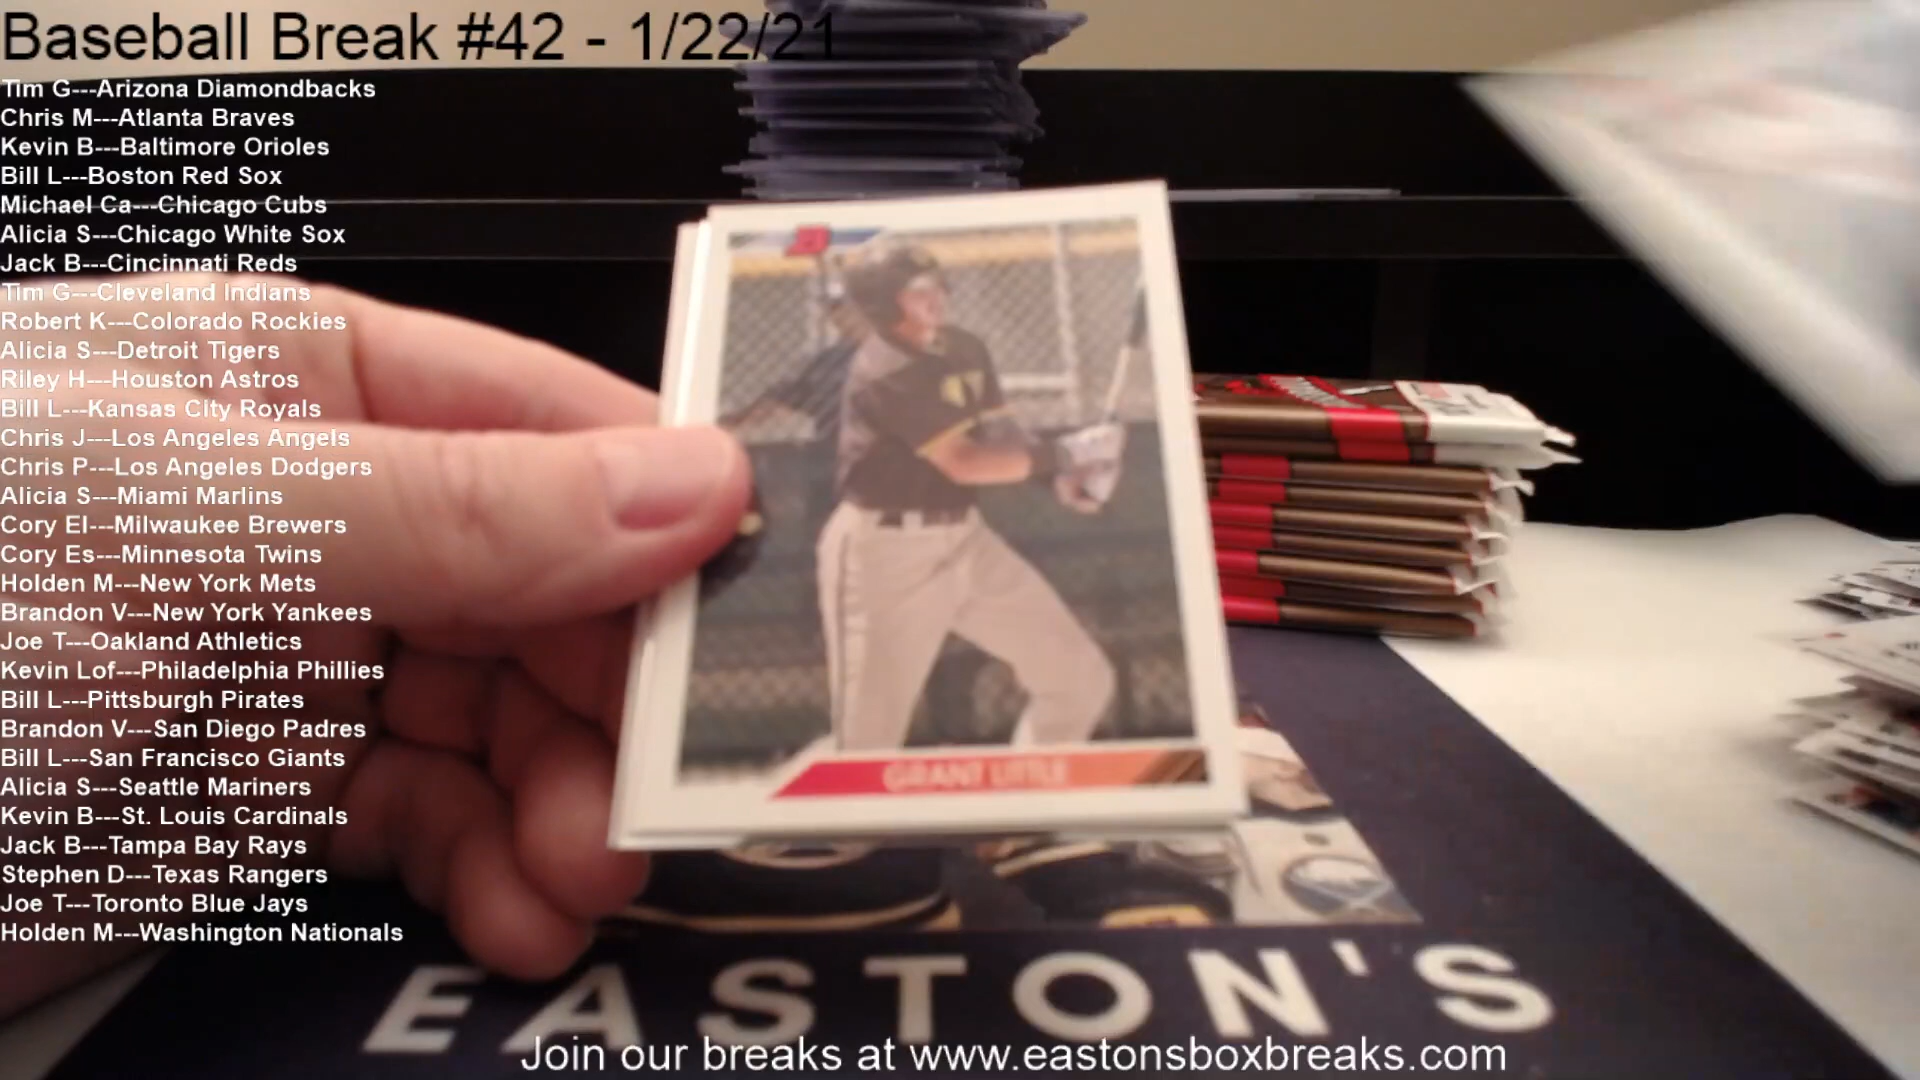 Baseball Break #42 - 1/22/21
Tim G---Arizona Diamondbacks
Chris M---Atlanta Braves
Kevin B---Baltimore Orioles
Bill L---Boston Red Sox
Michael Ca---Chicago Cubs
Alicia S---Chicago White Sox
Jack B---Cincinnati Reds
Tim G---Cleveland Indians
Robert K---Colorado Rockies
Alicia S---Detroit Tigers
Riley H---Houston Astros
Bill L---Kansas City Royals
Chris J---Los Angeles Angels
Chris P---Los Angeles Dodgers
Alicia S---Miami Marlins
Cory El---Milwaukee Brewers
Cory Es---Minnesota Twins
Holden M---New York Mets
Brandon V---New York Yankees
Joe T---Oakland Athletics
Kevin Lof---Philadelphia Phillies
Bill L---Pittsburgh Pirates
Brandon V---San Diego Padres
Bill L---San Francisco Giants
Alicia S---Seattle Mariners
Kevin B---St. Louis Cardinals
Jack B---Tampa Bay Rays
Stephen D---Texas Rangers
Joe T---Toronto Blue Jays
Holden M---Washington Nationals
B
GRANT LITTLE
EASTON'S
Join our breaks at www.eastonsboxbreaks.com